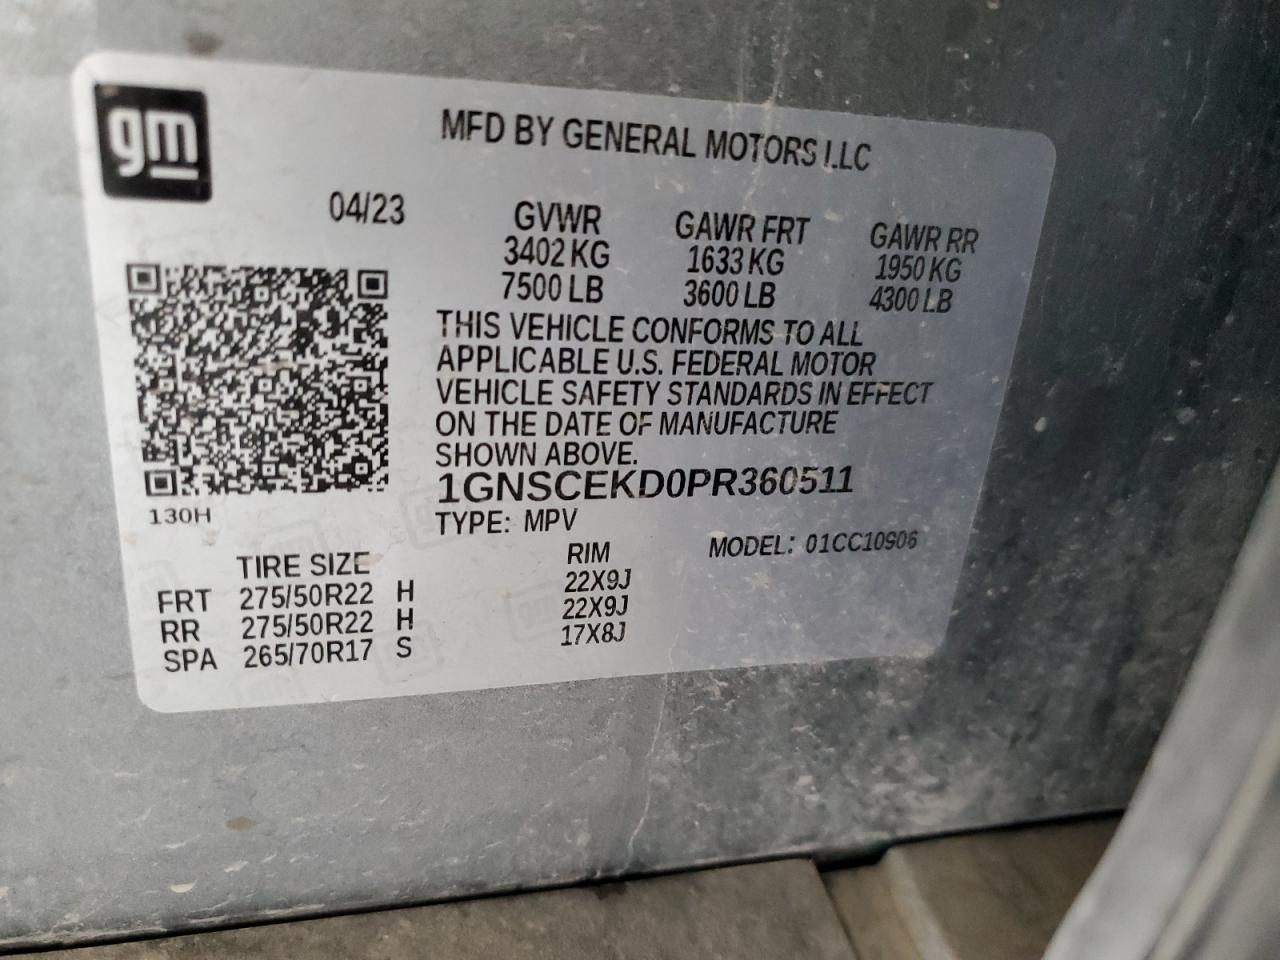 gm
MFD BY GENERAL MOTORS LLC
04/23
GVWR GAWR FRT GAWR RR
3402 KG 1633 KG 1950 KG
7500 LB 3600 LB 4300 LB
THIS VEHICLE CONFORMS TO ALL
APPLICABLE U.S. FEDERAL MOTOR
VEHICLE SAFETY STANDARDS IN EFFECT
ON THE DATE OF MANUFACTURE
SHOWN ABOVE.
1GNSCEKD0PR360511
130H
TYPE: MPV MODEL: 01CC10906
TIRE SIZE RIM
FRT 275/50R22 H 22X9J
RR 275/50R22 H 22X9J
SPA 265/70R17 S 17X8J